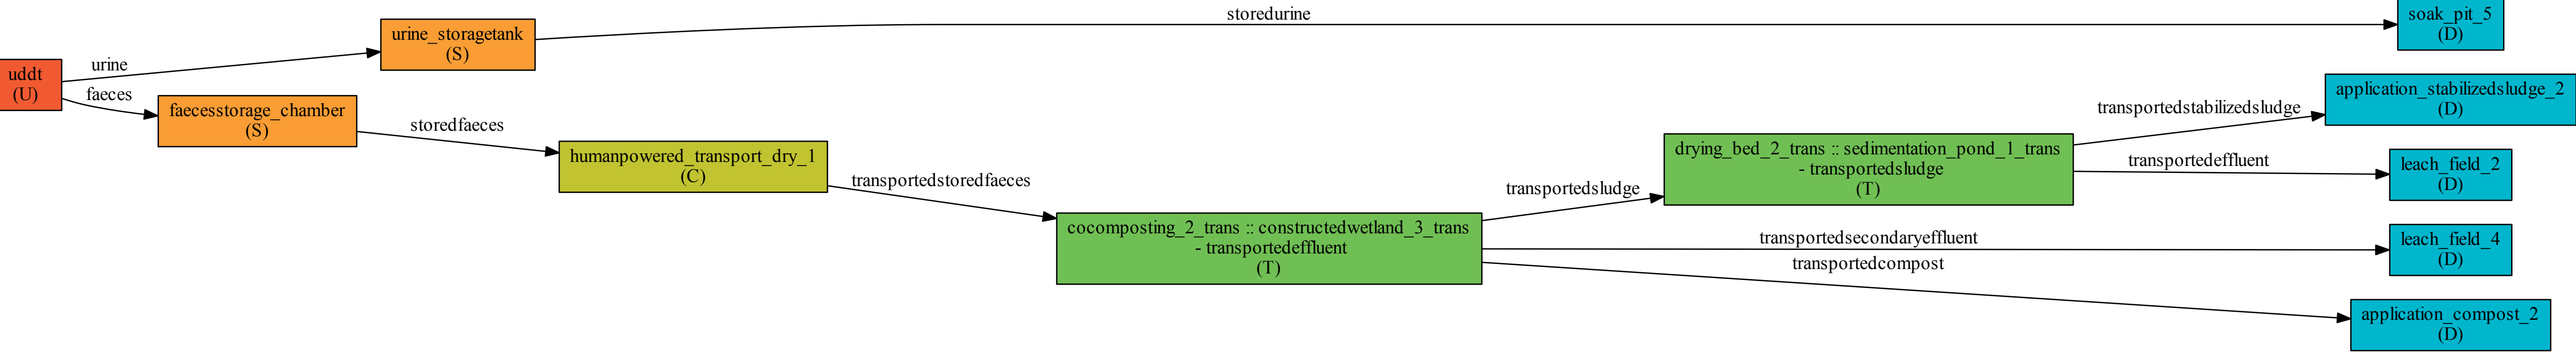 uddt
(U)
urine
faeces
urine_storagetank
(S)
faecesstorage_chamber
(S)
storedurine
storedfaeces
humanpowered_transport_dry_1
(C)
transportedstoredfaeces
cocomposting_2_trans :: constructedwetland_3_trans
- transportedeffluent
(T)
transportedsludge
transportedsecondaryeffluent
transportedcompost
drying_bed_2_trans :: sedimentation_pond_1_trans
- transportedsludge
(T)
transportedstabilizedsludge
transportedeffluent
soak_pit_5
(D)
application_stabilizedsludge_2
(D)
leach_field_2
(D)
leach_field_4
(D)
application_compost_2
(D)